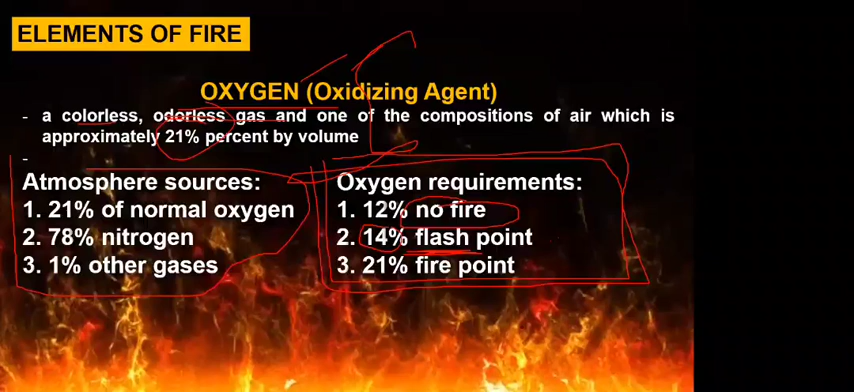 ELEMENTS OF FIRE
OXYGEN (Oxidizing Agent)
- a colorless, odorless gas and one of the compositions of air which is
approximately 21% percent by volume
-
Atmosphere sources:
1. 21% of normal oxygen
2. 78% nitrogen
3. 1% other gases
Oxygen requirements:
1. 12% no fire
2. 14% flash point
3. 21% fire point